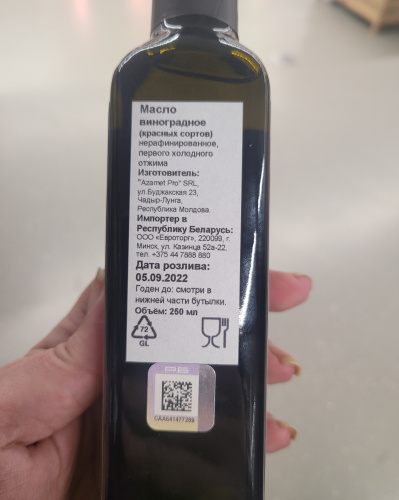 Масло
виноградное
(красных сортов)
нерафинированное,
первого холодного
отжима
Изготовитель:
"Azamet Pro" SRL,
ул.Буджакская 23,
Чадыр-Лунга,
Республика Молдова
Импортер в
Республику Беларусь:
ООО «Евроторг», 220099, г.
Минск, ул. Казинца 52а-22,
тел. +375 44 7888 880
Дата розлива:
05.09.2022
Годен до: смотри в
нижней части бутылки.
Объём: 250 мл
72
GL